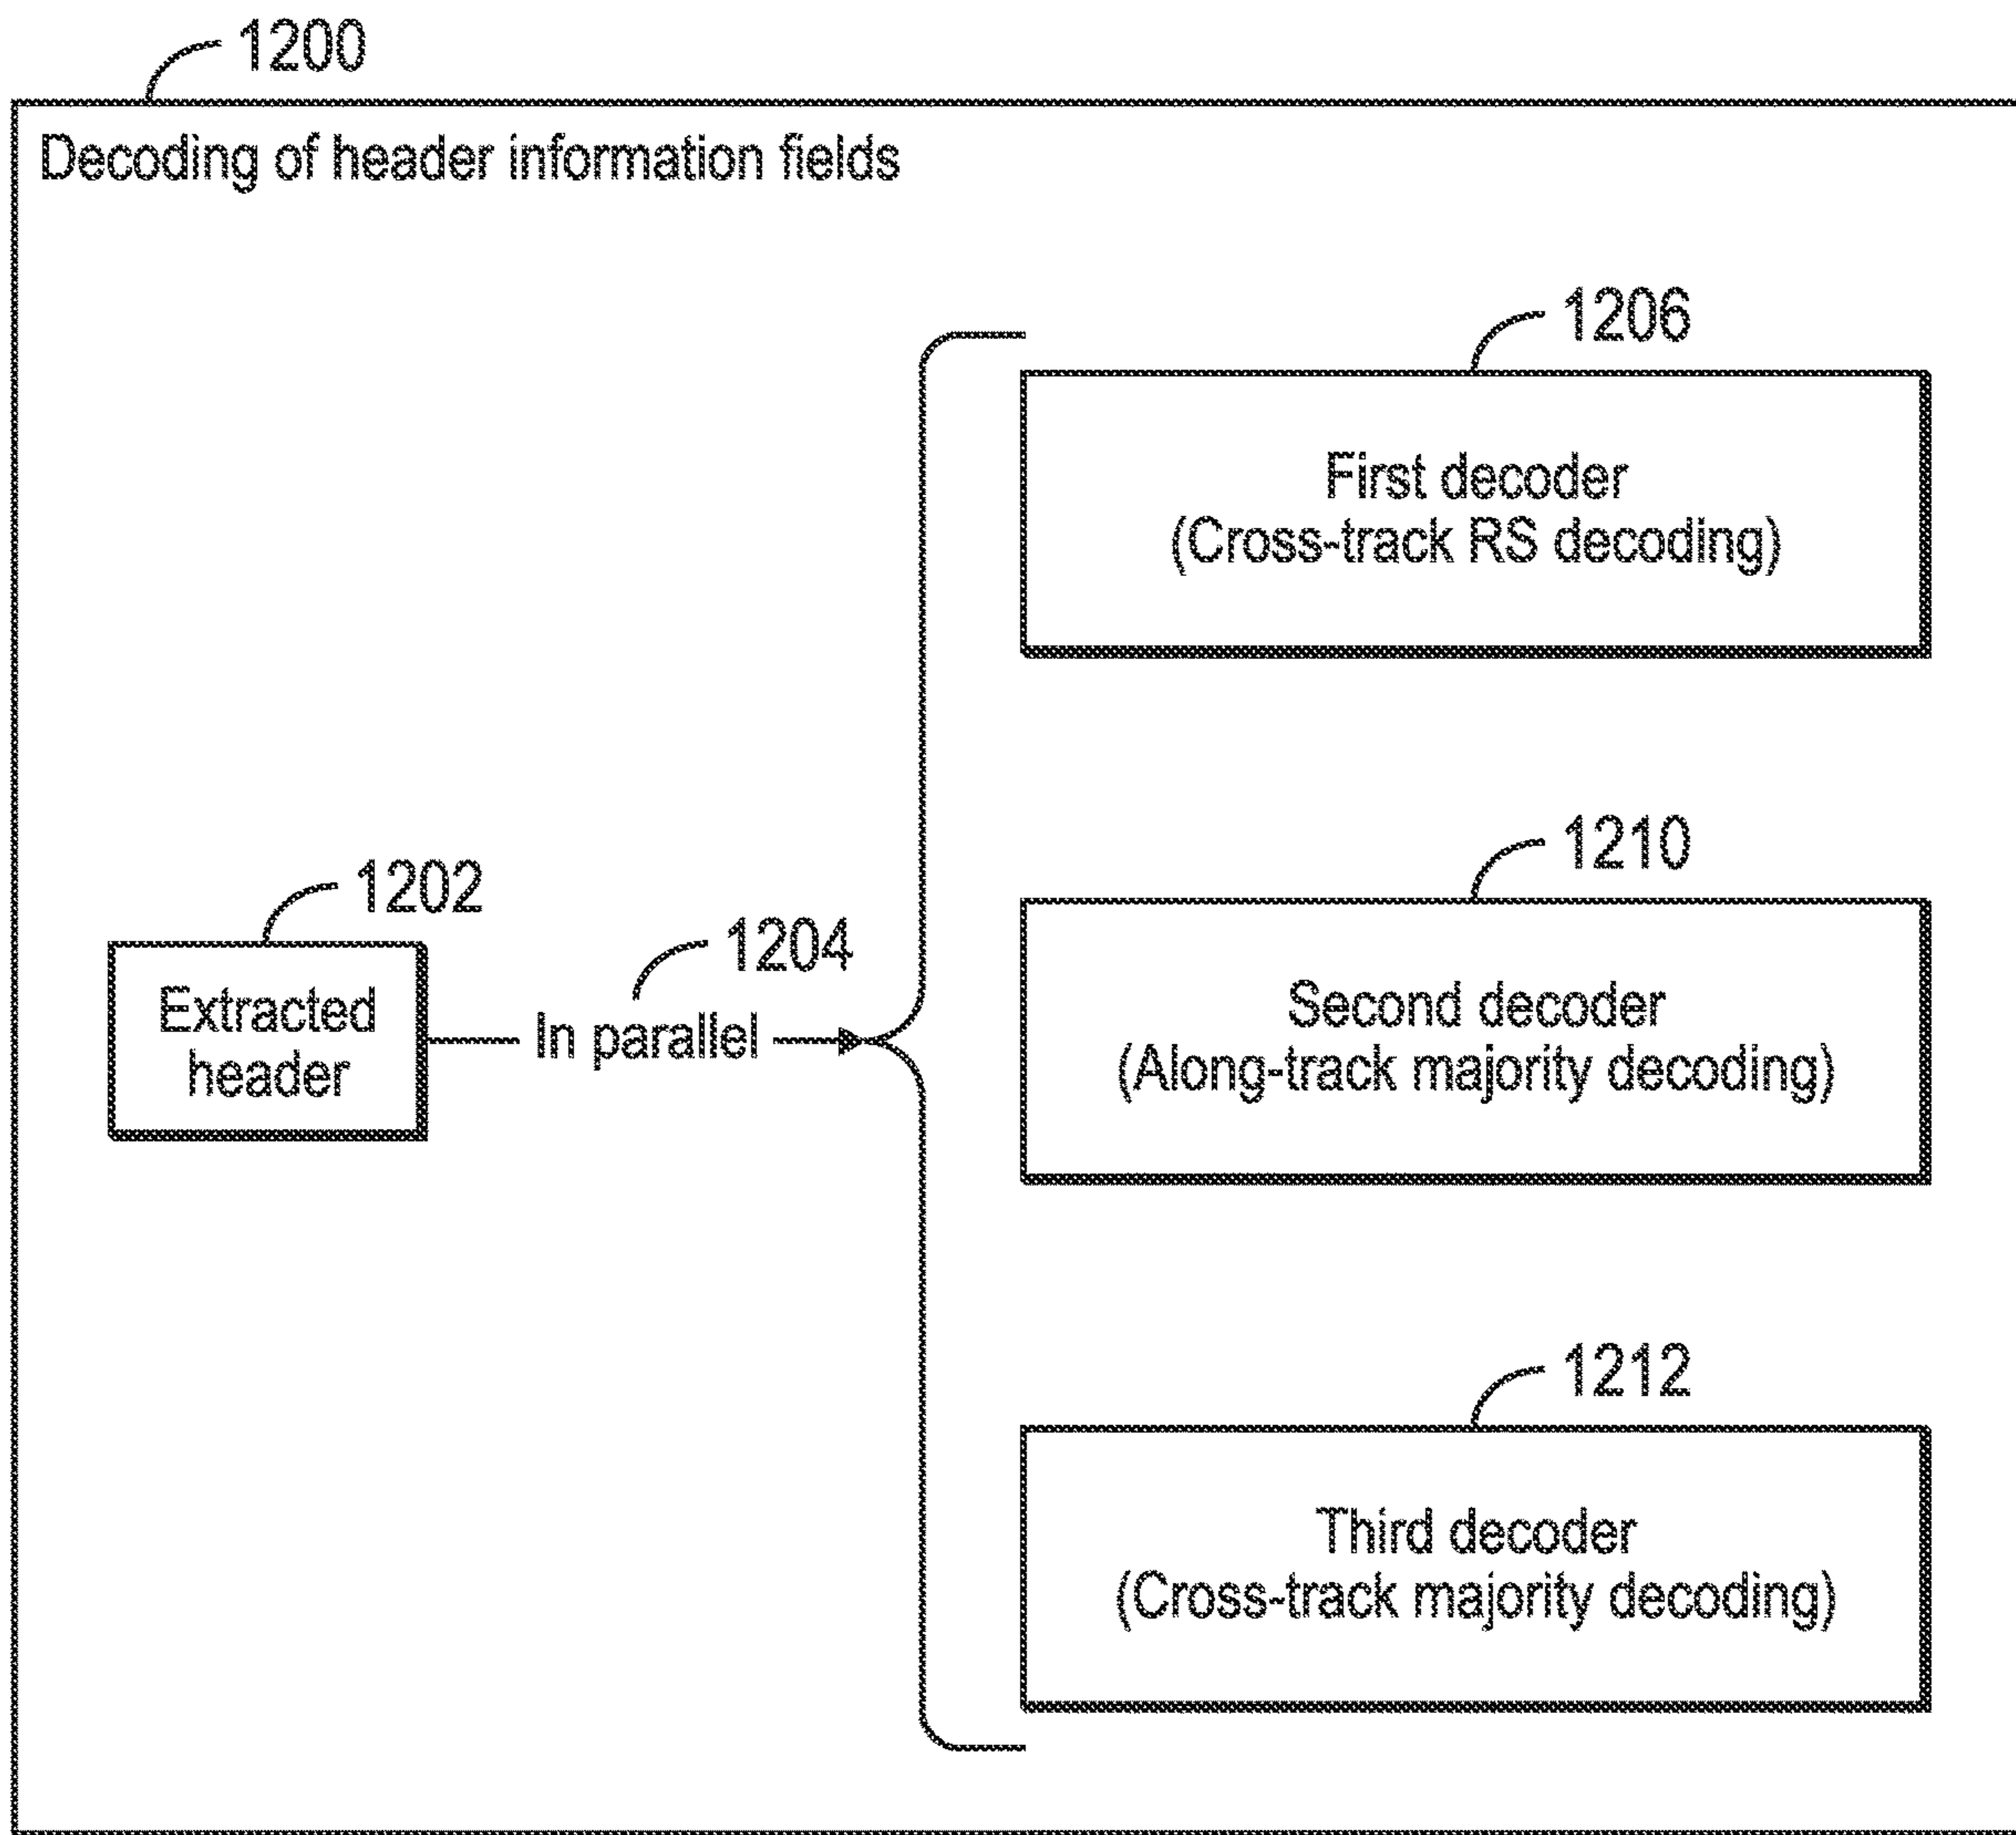 1200
Decoding of header information fields
1206
First decoder
(Cross-track RS decoding)
1210
Second decoder
(Along-track majority decoding)
1202
Extracted
header
1204
In parallel
1212
Third decoder
(Cross-track majority decoding)